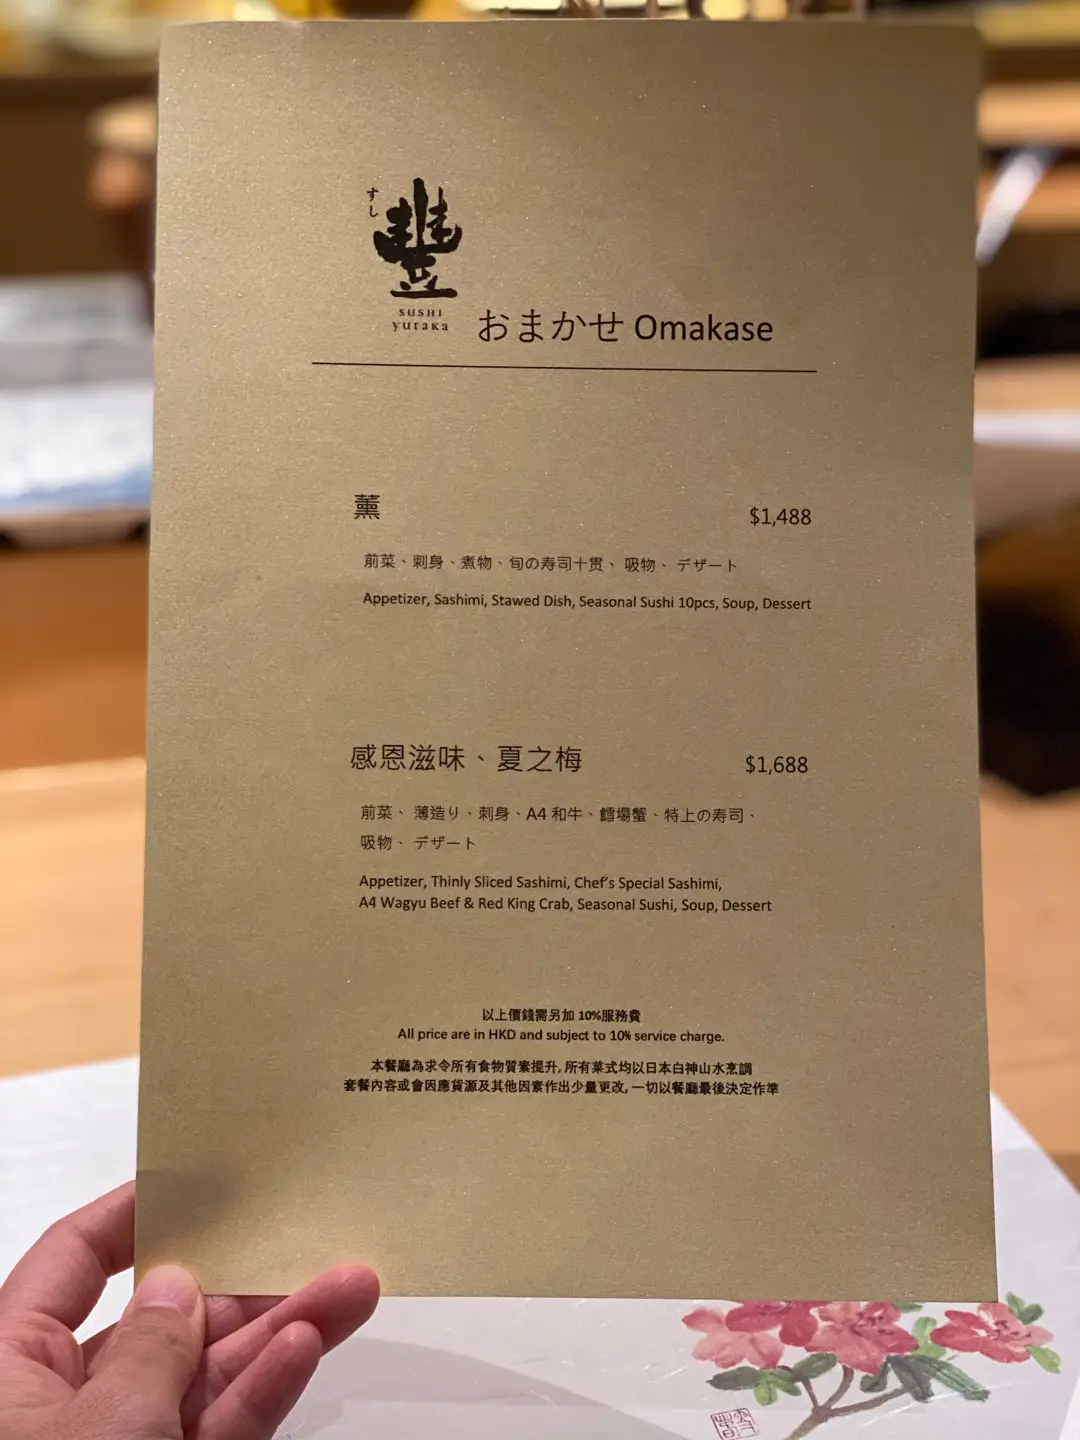 すし
豊
SUSHI
yutaka
おまかせ Omakase
薫
$1,488
前菜、刺身、煮物、旬の寿司十贯、 吸物、 デザート
Appetizer, Sashimi, Stawed Dish, Seasonal Sushi 10pcs, Soup, Dessert
感恩滋味、夏之梅
$1,688
前菜、 薄造り、刺身、A4 和牛、鱈場蟹、特上の寿司、
吸物、 デザート
Appetizer, Thinly Sliced Sashimi, Chef's Special Sashimi,
A4 Wagyu Beef & Red King Crab, Seasonal Sushi, Soup, Dessert
以上價錢需另加 10%服務費
All price are in HKD and subject to 10% service charge.
本餐廳為求令所有食物質素提升, 所有菜式均以日本白神山水烹調
套餐內容或會因應貨源及其他因素作出少量更改, 一切以餐廳最後決定作準